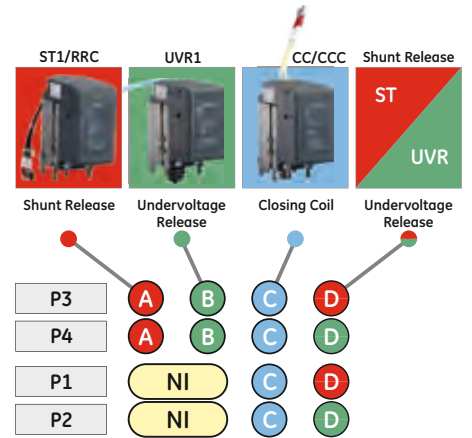 ST1/RRC UVR1 CC/CCC Shunt Release
ST
UVR
Shunt Release Undervoltage Release Closing Coil Undervoltage Release
P3 A B C D
P4 A B C D
P1 NI C D
P2 NI C D